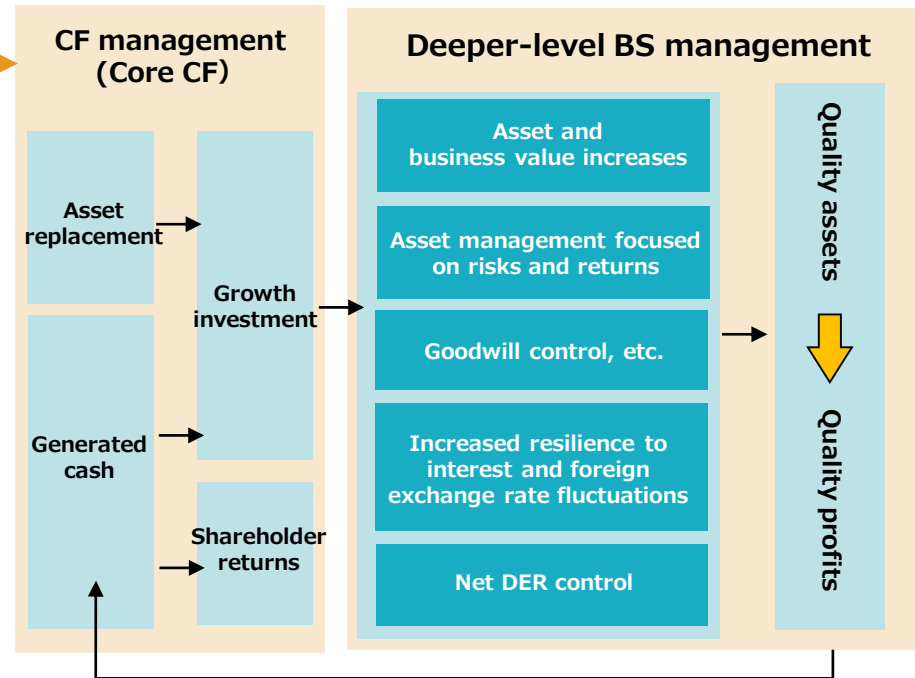 CF management
(Core CF)
Asset
replacement
Generated
cash
Growth
investment
Shareholder
returns
Deeper-level BS management
Asset and
business value increases
Asset management focused
on risks and returns
Goodwill control, etc.
Increased resilience to
interest and foreign
exchange rate fluctuations
Net DER control
Quality assets
Quality profits